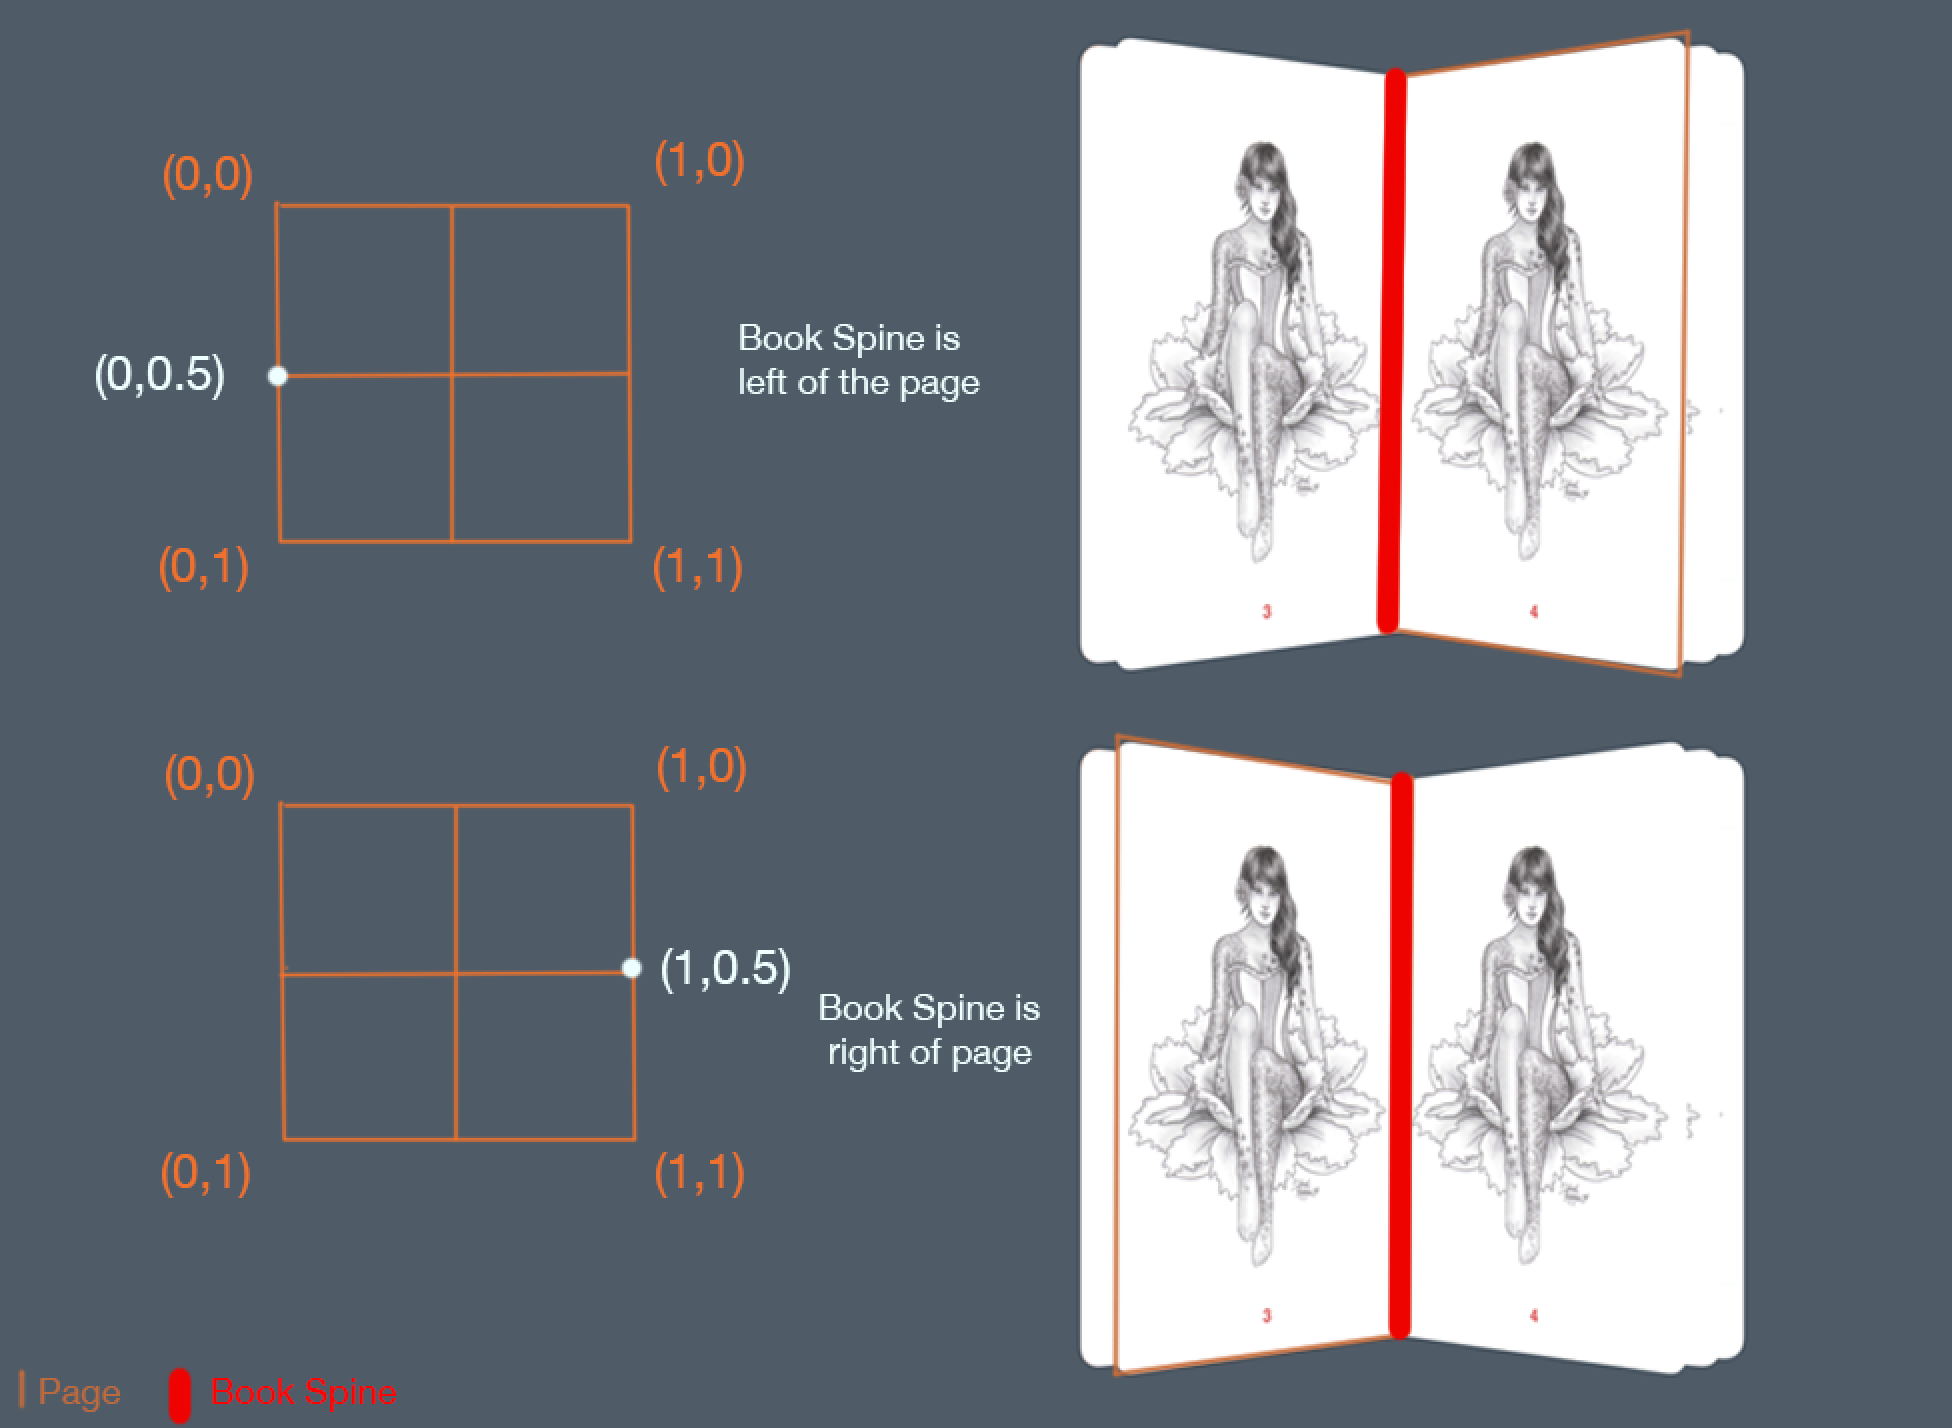 (0,0)
(1,0)
(0,0.5)
Book Spine is
left of the page
(0,1)
(1,1)
3
4
(0,0)
(1,0)
(1,0.5)
Book Spine is
right of page
(0,1)
(1,1)
3
4
Page
Book Spine